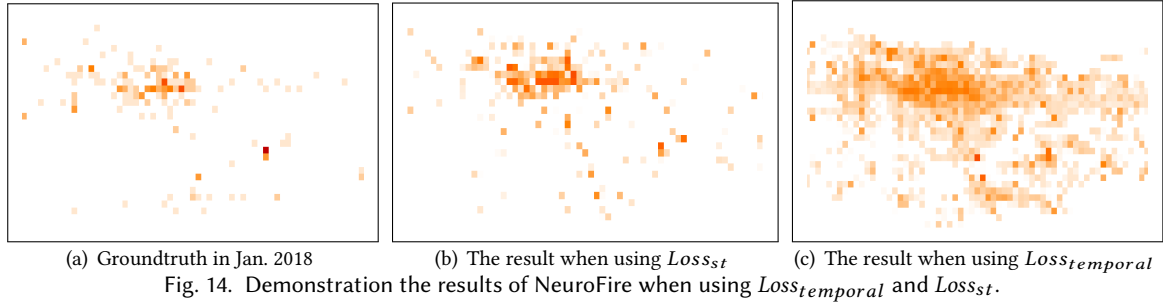 (a) Groundtruth in Jan. 2018 (b) The result when using Loss_st (c) The result when using Loss_temporal
Fig. 14. Demonstration the results of NeuroFire when using Loss_temporal and Loss_st.